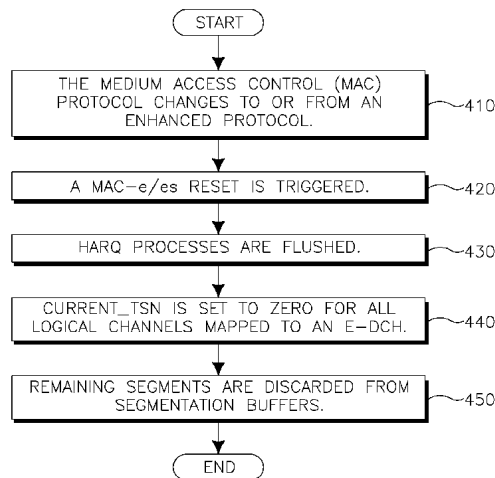 START
THE MEDIUM ACCESS CONTROL (MAC)
PROTOCOL CHANGES TO OR FROM AN
ENHANCED PROTOCOL.
410
A MAC-e/es RESET IS TRIGGERED.
420
HARQ PROCESSES ARE FLUSHED.
430
CURRENT_TSN IS SET TO ZERO FOR ALL
LOGICAL CHANNELS MAPPED TO AN E-DCH.
440
REMAINING SEGMENTS ARE DISCARDED FROM
SEGMENTATION BUFFERS.
450
END